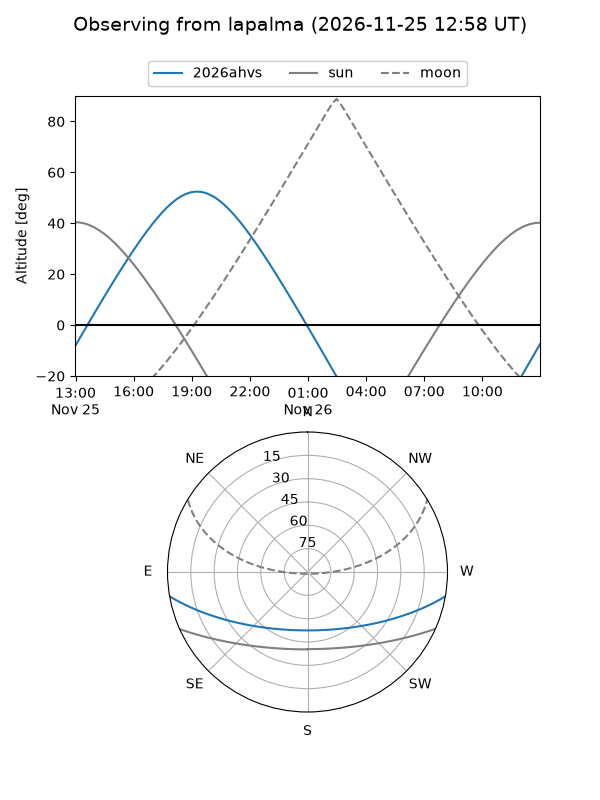 Observing from lapalma (2026-11-25 12:58 UT)
2026ahvs sun moon
Altitude [deg]
80
60
40
20
0
−20
13:00 16:00 19:00 22:00 01:00 04:00 07:00 10:00
Nov 25 Nov 26
N
NE NW
15
30
45
60
75
E W
SE SW
S